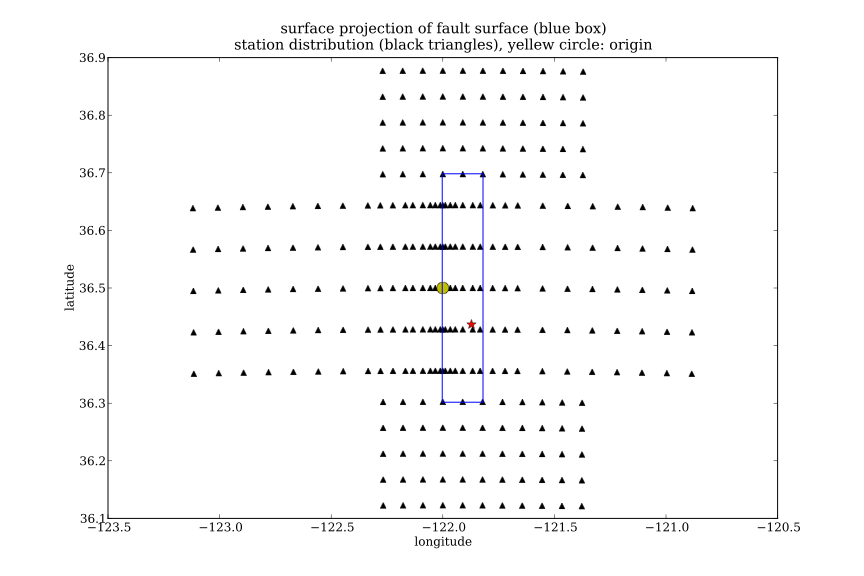 surface projection of fault surface (blue box)
station distribution (black triangles), yellew circle: origin
36.9
36.8
36.7
36.6
36.5
36.4
36.3
36.2
36.1
latitude
−123.5 −123.0 −122.5 −122.0 −121.5 −121.0 −120.5
longitude